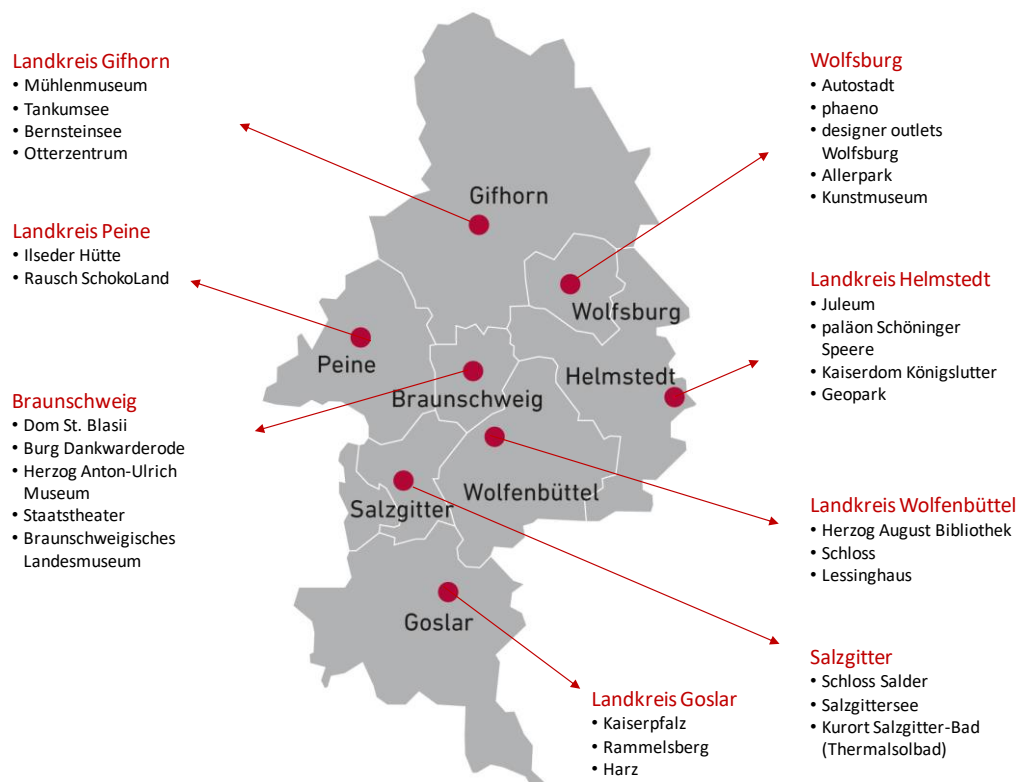 Landkreis Gifhorn
• Mühlenmuseum
• Tankumsee
• Bernsteinsee
• Otterzentrum
Landkreis Peine
• Ilseder Hütte
• Rausch SchokoLand
Braunschweig
• Dom St. Blasii
• Burg Dankwarderode
• Herzog Anton-Ulrich
Museum
• Staatstheater
• Braunschweigisches
Landesmuseum
Gifhorn
Wolfsburg
Peine
Helmstedt
Braunschweig
Wolfenbüttel
Salzgitter
Goslar
Wolfsburg
• Autostadt
• phaeno
• designer outlets
Wolfsburg
• Allerpark
• Kunstmuseum
Landkreis Helmstedt
• Juleum
• paläon Schöninger
Speere
• Kaiserdom Königslutter
• Geopark
Landkreis Wolfenbüttel
• Herzog August Bibliothek
• Schloss
• Lessinghaus
Salzgitter
• Schloss Salder
• Salzgittersee
• Kurort Salzgitter-Bad
(Thermalsolbad)
Landkreis Goslar
• Kaiserpfalz
• Rammelsberg
• Harz